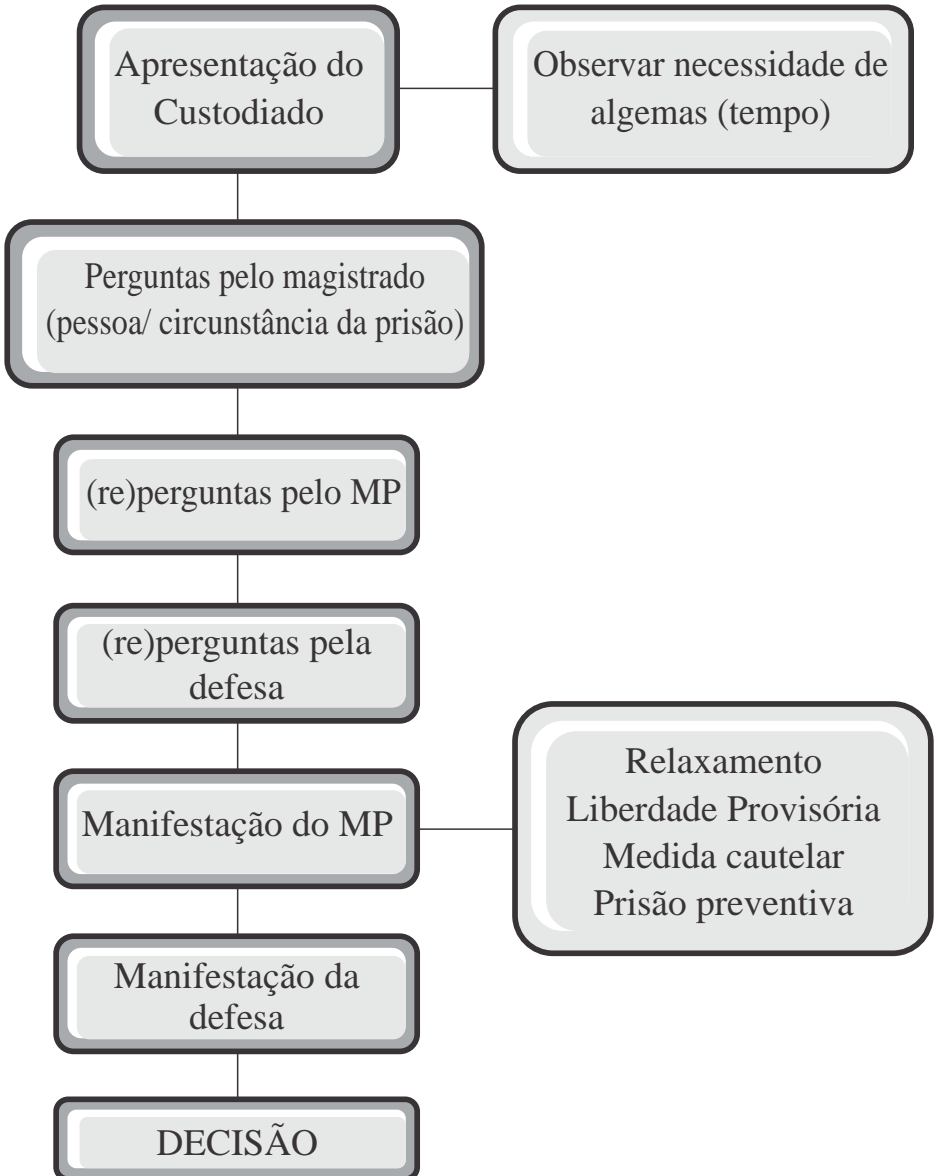 Apresentação do
Custodiado
Observar necessidade de
algemas (tempo)
Perguntas pelo magistrado
(pessoa/ circunstância da prisão)
(re)perguntas pelo MP
(re)perguntas pela
defesa
Manifestação do MP
Relaxamento
Liberdade Provisória
Medida cautelar
Prisão preventiva
Manifestação da
defesa
DECISÃO